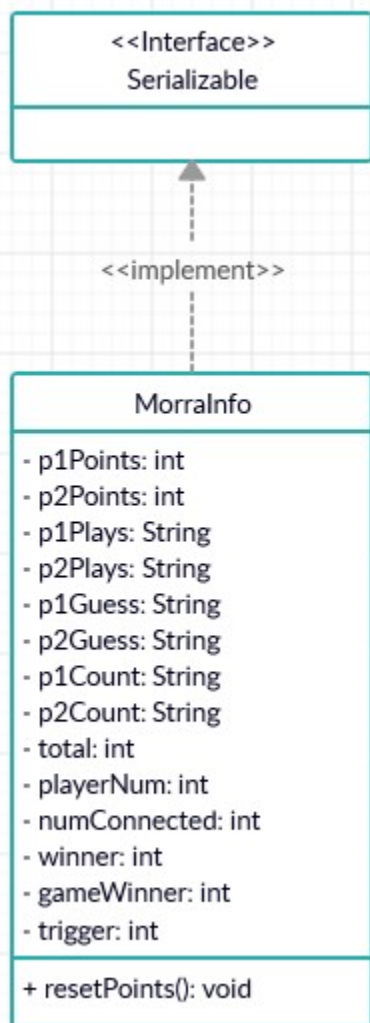 <<Interface>>
Serializable
<<implement>>
MorraInfo
- p1Points: int
- p2Points: int
- p1Plays: String
- p2Plays: String
- p1Guess: String
- p2Guess: String
- p1Count: String
- p2Count: String
- total: int
- playerNum: int
- numConnected: int
- winner: int
- gameWinner: int
- trigger: int
+ resetPoints(): void